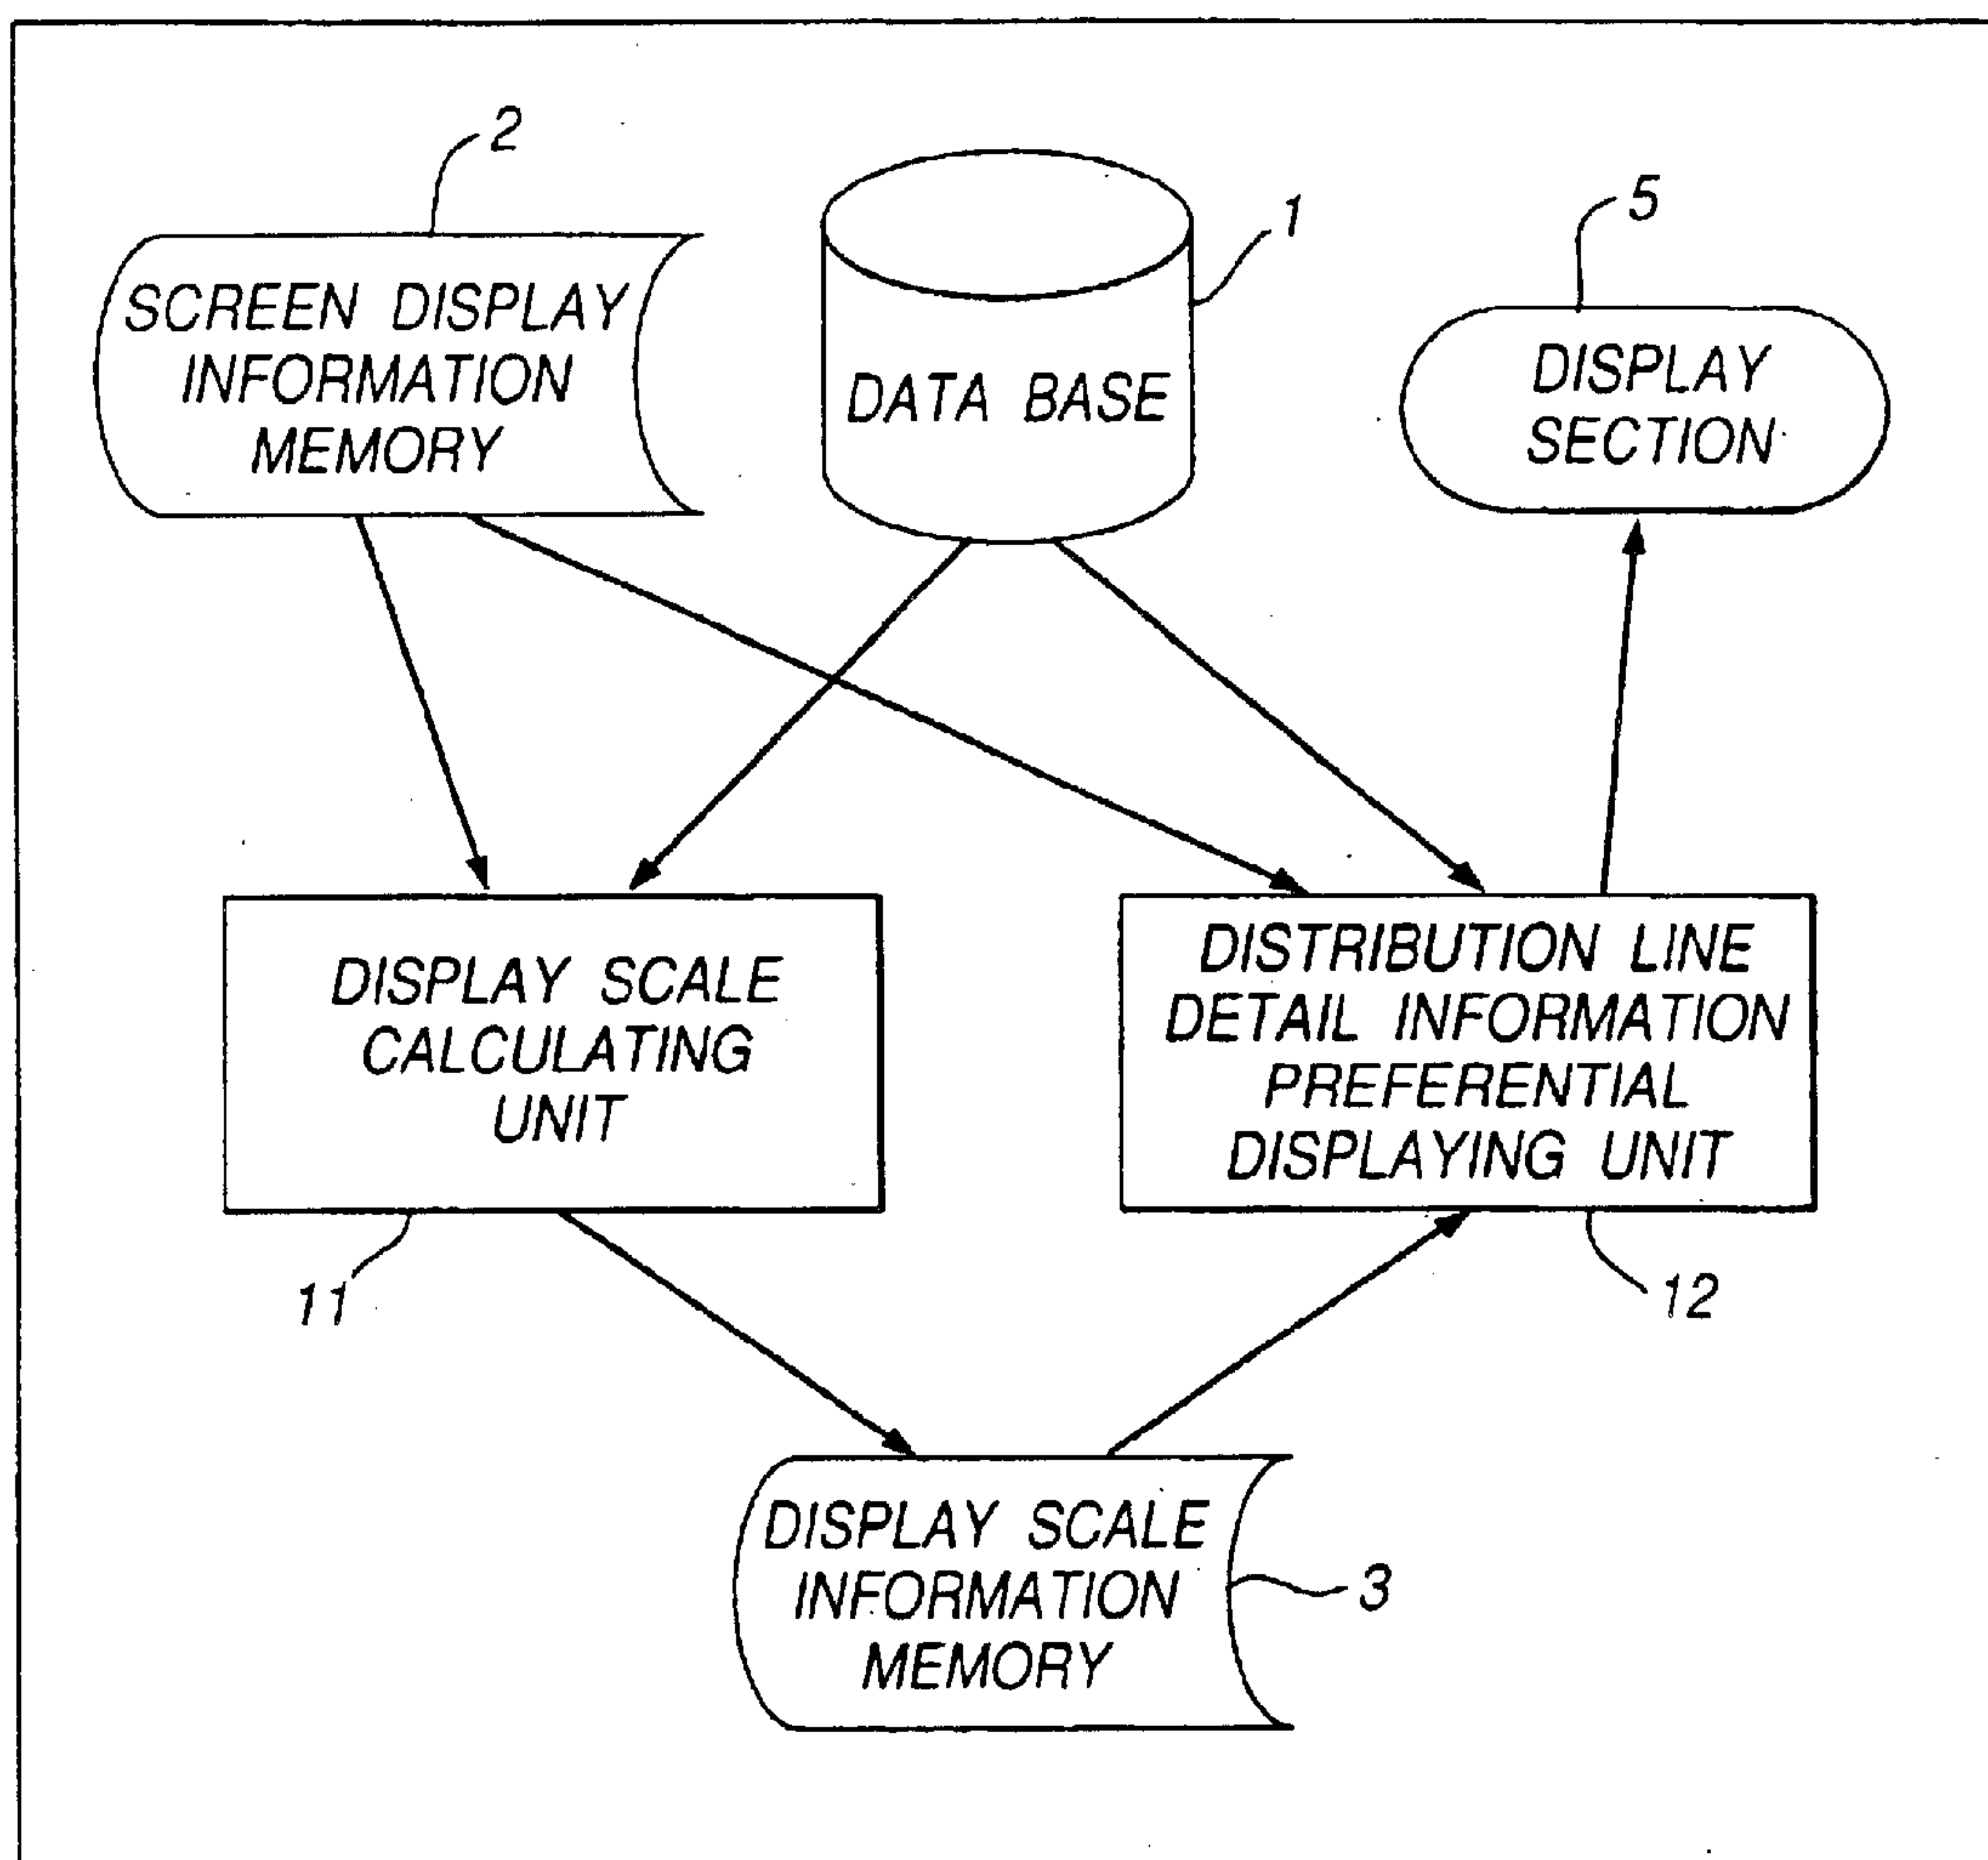 2
SCREEN DISPLAY
INFORMATION
MEMORY
1
DATA BASE
5
DISPLAY
SECTION
DISPLAY SCALE
CALCULATING
UNIT
11
DISTRIBUTION LINE
DETAIL INFORMATION
PREFERENTIAL
DISPLAYING UNIT
12
DISPLAY SCALE
INFORMATION
MEMORY
3